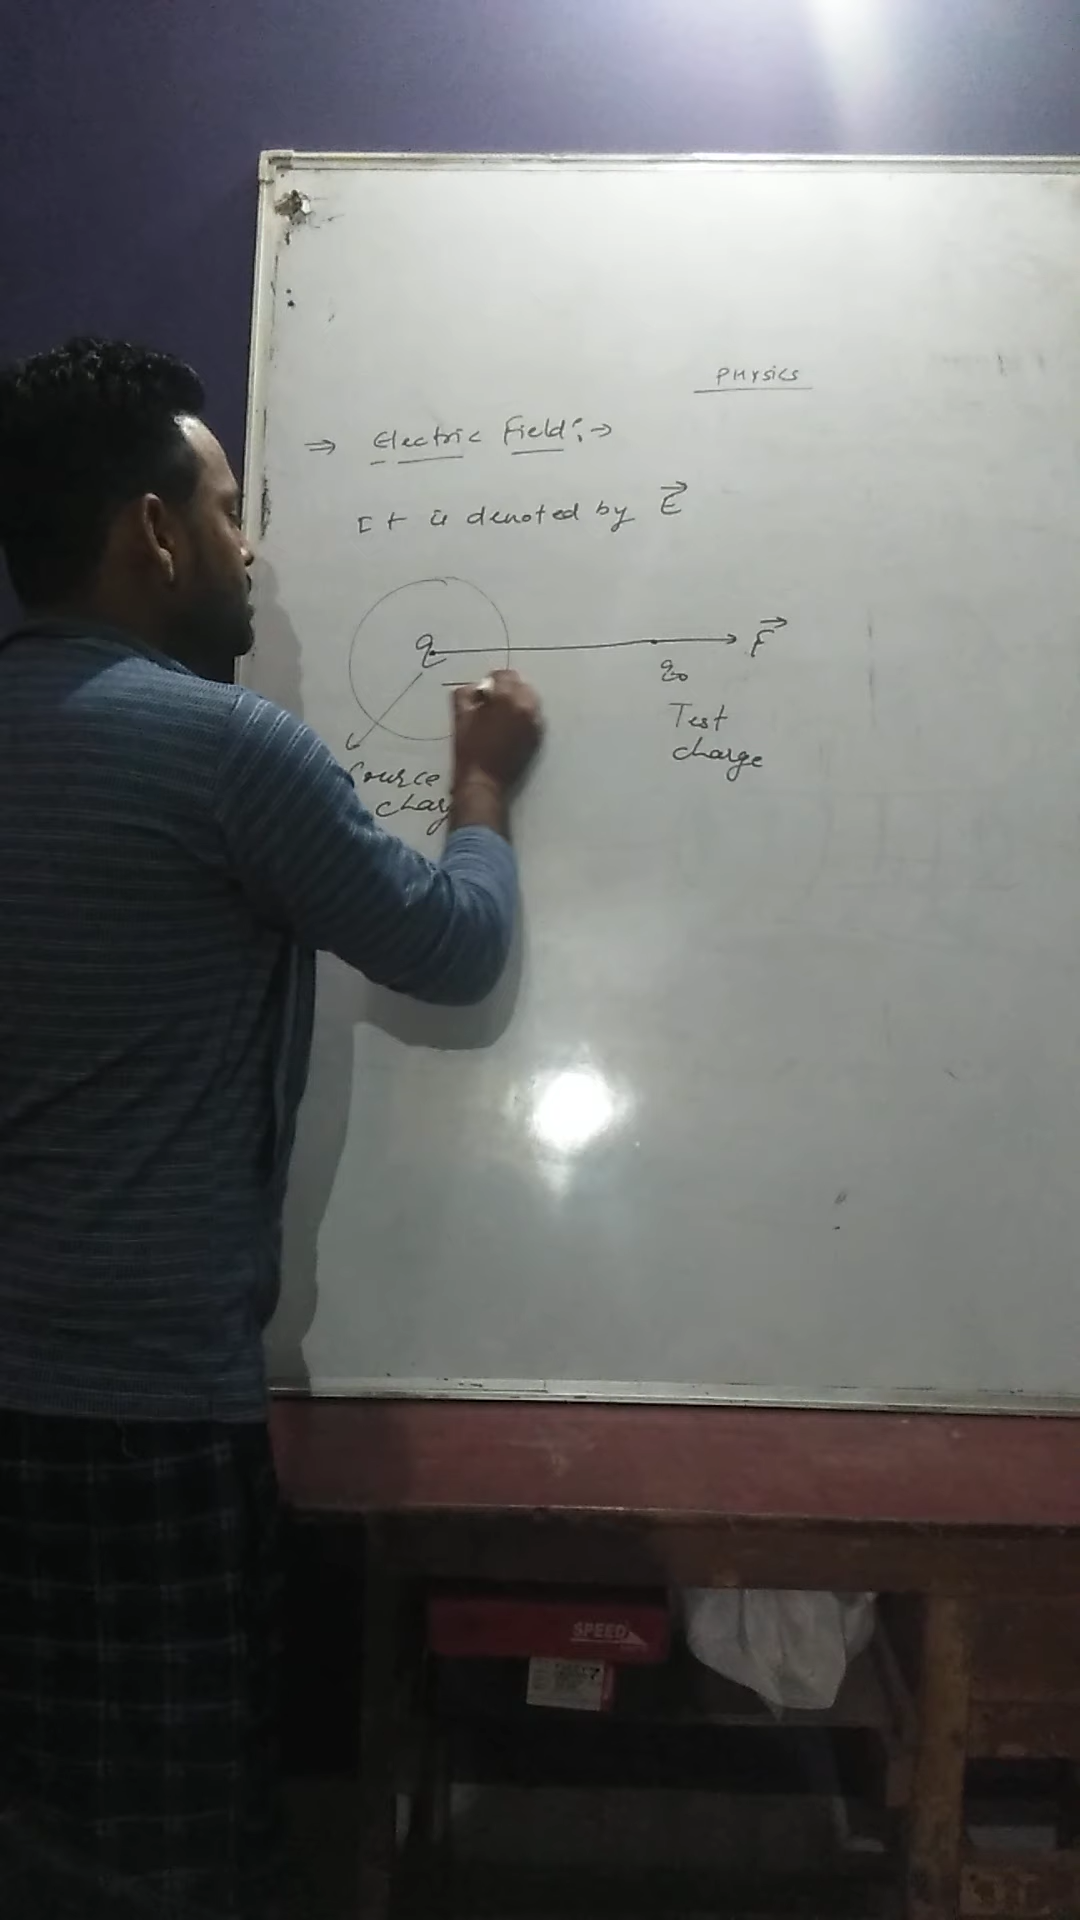 PHYSICS
⇒ Electric Field :→
It is denoted by E⃗
q F⃗
q₀
Test
charge
Source
SPEED